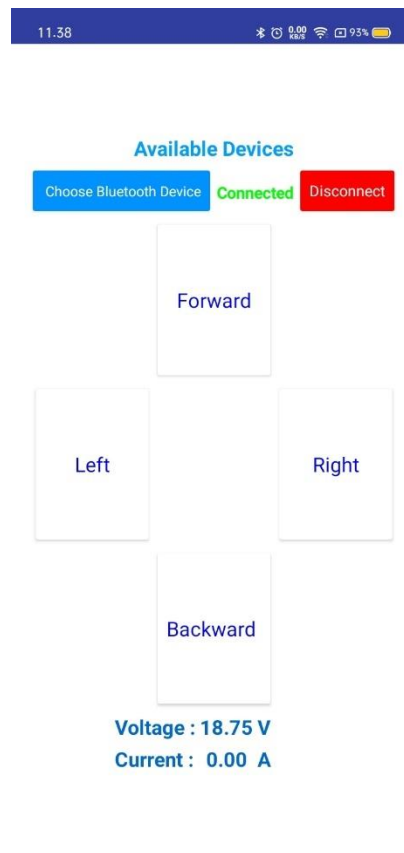 11.38 0.00 KB/S 93%
Available Devices
Choose Bluetooth Device Connected Disconnect
Forward
Left Right
Backward
Voltage : 18.75 V
Current : 0.00 A